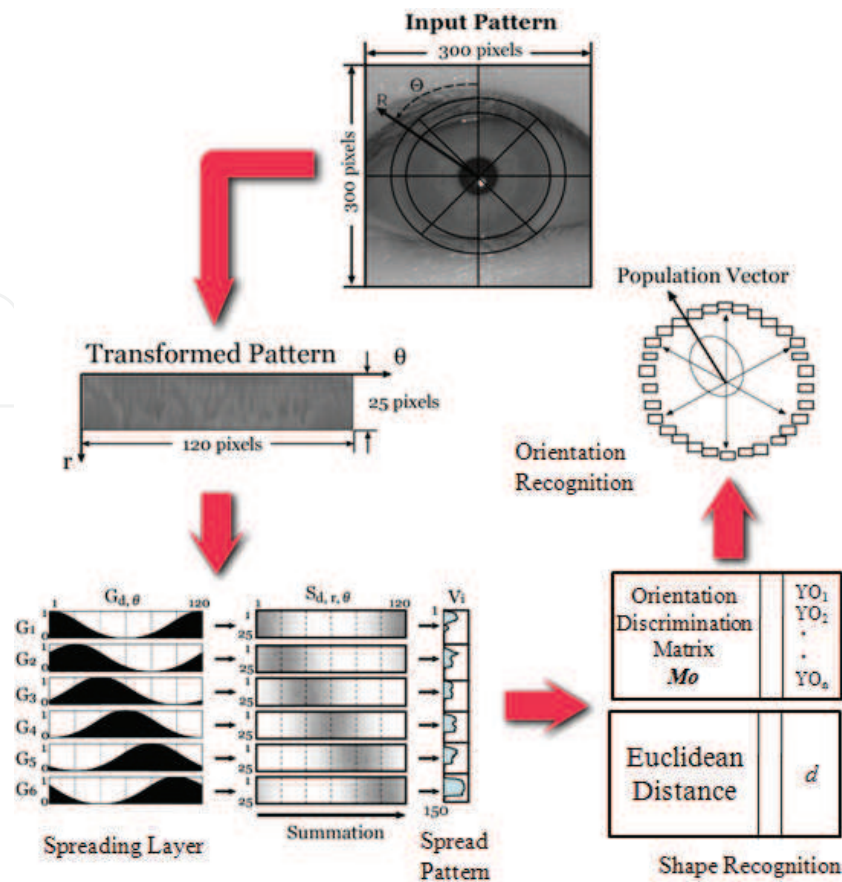 Input Pattern
300 pixels
300 pixels
Θ
R
Population Vector
Transformed Pattern
θ
25 pixels
120 pixels
r
Orientation
Recognition
G d, θ
S d, r, θ
Vi
1
120
1
120
1
G1
1
0
1
25
G2
1
0
1
25
G3
1
0
1
25
G4
1
0
1
25
G5
1
0
1
25
G6
1
0
1
25
150
Summation
Spreading Layer
Spread
Pattern
Orientation
Discrimination
Matrix
Mo
YO1
YO2
.
.
Euclidean
Distance
d
Shape Recognition